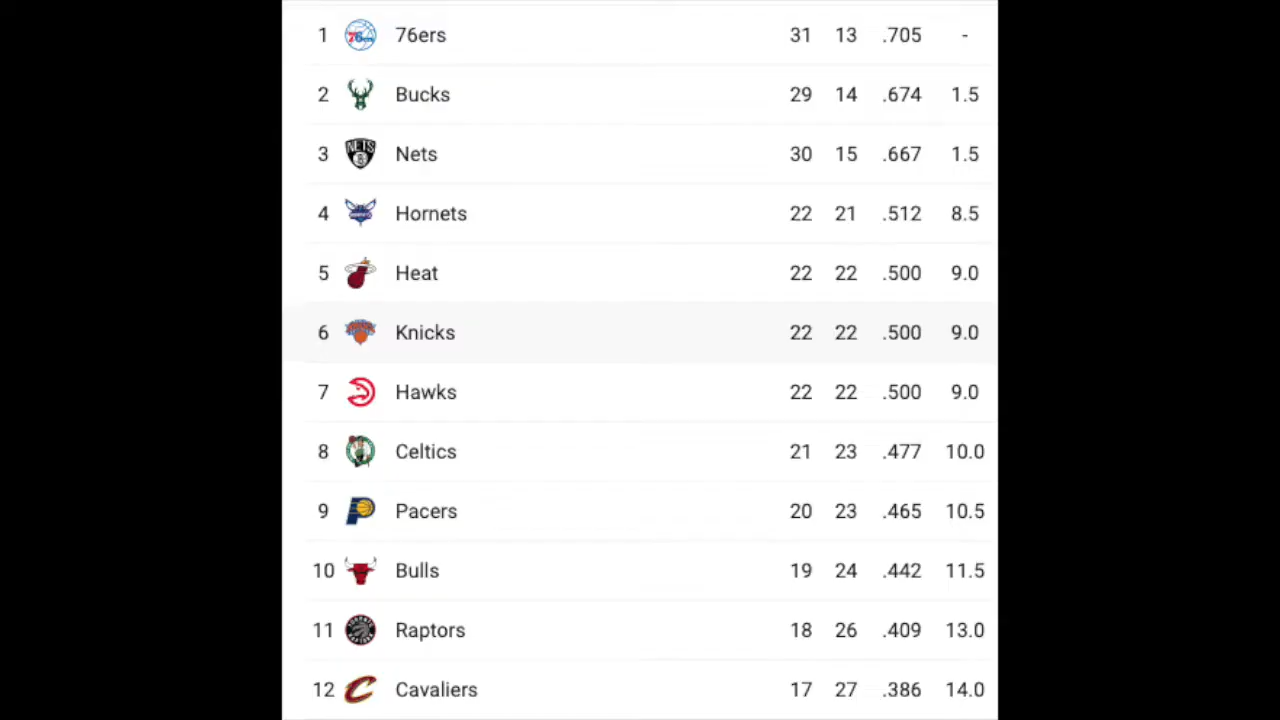 1 76ers 31 13 .705 -
2 Bucks 29 14 .674 1.5
3 NETS Nets 30 15 .667 1.5
4 Hornets 22 21 .512 8.5
5 Heat 22 22 .500 9.0
6 Knicks 22 22 .500 9.0
7 Hawks 22 22 .500 9.0
8 Celtics 21 23 .477 10.0
9 Pacers 20 23 .465 10.5
10 Bulls 19 24 .442 11.5
11 Raptors 18 26 .409 13.0
12 Cavaliers 17 27 .386 14.0